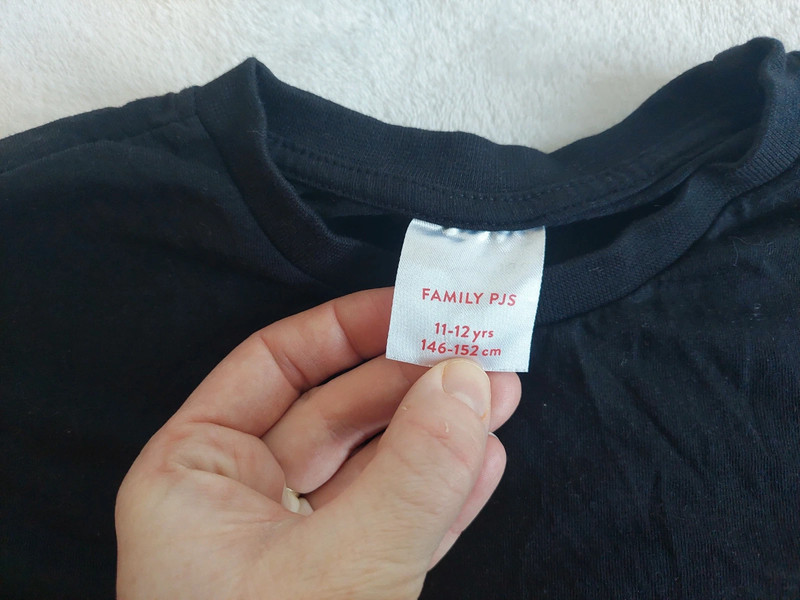 FAMILY PJS
11-12 yrs
146-152 cm